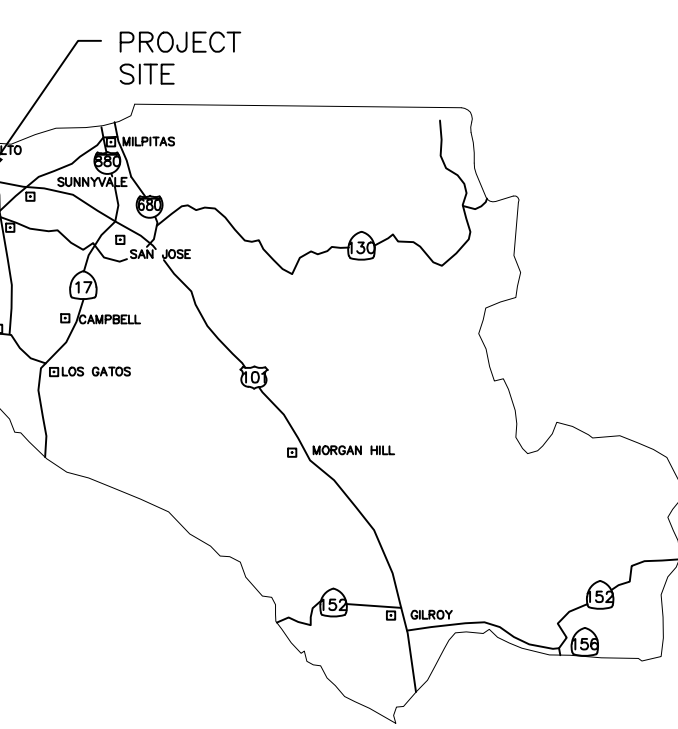 PROJECT
SITE
LTO
MILPITAS
880
SUNNYVALE
680
SAN JOSE
130
17
CAMPBELL
LOS GATOS
101
MORGAN HILL
152
152
GILROY
156